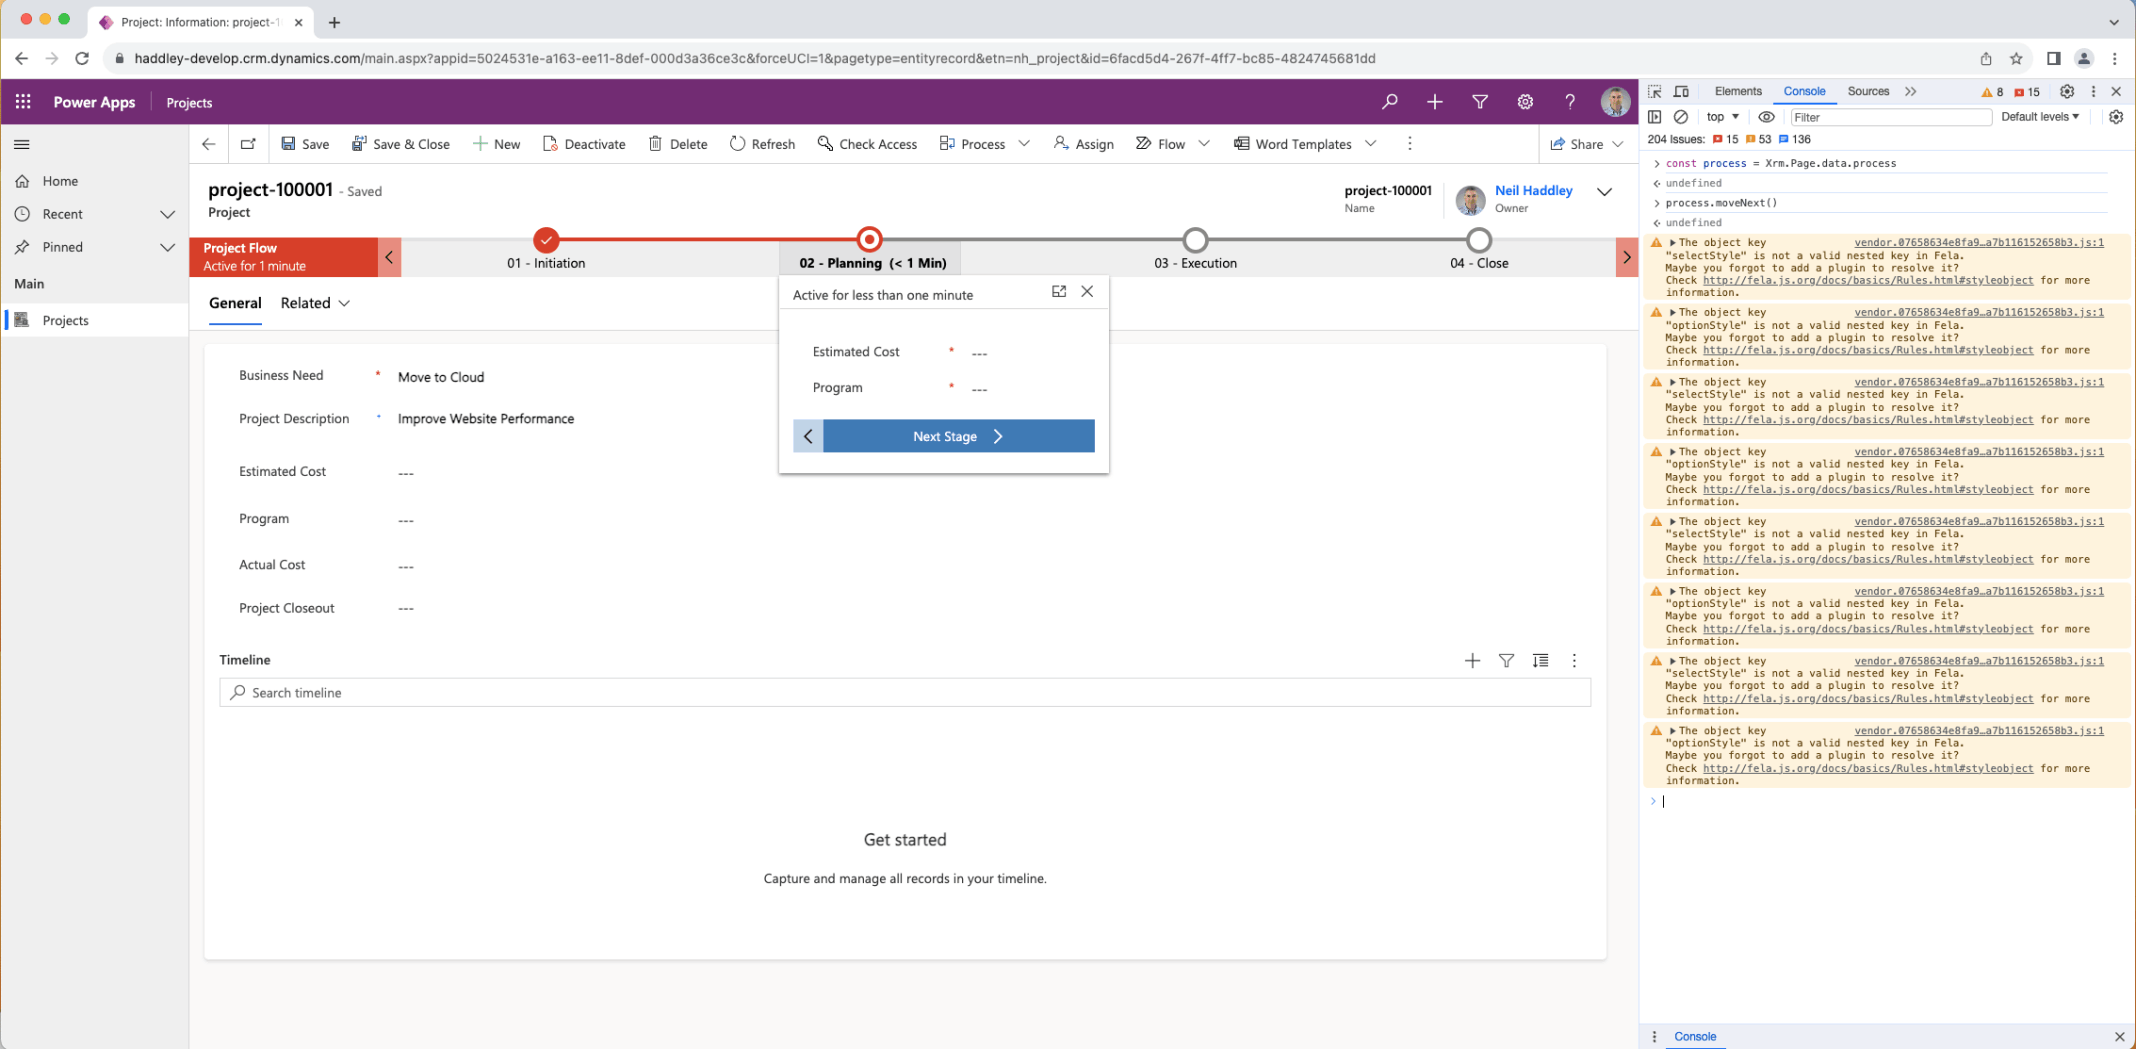 Project: Information: project-1
haddley-develop.crm.dynamics.com/main.aspx?appid=5024531e-a163-ee11-8def-000d3a36ce3c&forceUCI=1&pagetype=entityrecord&etn=nh_project&id=6facd5d4-267f-4ff7-bc85-4824745681dd
Power Apps
Projects
Save
Save & Close
New
Deactivate
Delete
Refresh
Check Access
Process
Assign
Flow
Word Templates
Share
Home
Recent
Pinned
Main
Projects
project-100001 - Saved
Project
project-100001
Name
Neil Haddley
Owner
Project Flow
Active for 1 minute
01 - Initiation
02 - Planning (< 1 Min)
03 - Execution
04 - Close
General
Related
Active for less than one minute
Estimated Cost * ---
Program * ---
Next Stage
Business Need * Move to Cloud
Project Description Improve Website Performance
Estimated Cost ---
Program ---
Actual Cost ---
Project Closeout ---
Timeline
Search timeline
Get started
Capture and manage all records in your timeline.
Elements
Console
Sources
8
15
top
Filter
Default levels
204 Issues: 15 53 136
const process = Xrm.Page.data.process
undefined
process.moveNext()
undefined
The object key vendor.07658634e8fa9…a7b116152658b3.js:1
"selectStyle" is not a valid nested key in Fela.
Maybe you forgot to add a plugin to resolve it?
Check http://fela.js.org/docs/basics/Rules.html#styleobject for more
information.
The object key vendor.07658634e8fa9…a7b116152658b3.js:1
"optionStyle" is not a valid nested key in Fela.
Maybe you forgot to add a plugin to resolve it?
Check http://fela.js.org/docs/basics/Rules.html#styleobject for more
information.
The object key vendor.07658634e8fa9…a7b116152658b3.js:1
"selectStyle" is not a valid nested key in Fela.
Maybe you forgot to add a plugin to resolve it?
Check http://fela.js.org/docs/basics/Rules.html#styleobject for more
information.
The object key vendor.07658634e8fa9…a7b116152658b3.js:1
"optionStyle" is not a valid nested key in Fela.
Maybe you forgot to add a plugin to resolve it?
Check http://fela.js.org/docs/basics/Rules.html#styleobject for more
information.
The object key vendor.07658634e8fa9…a7b116152658b3.js:1
"selectStyle" is not a valid nested key in Fela.
Maybe you forgot to add a plugin to resolve it?
Check http://fela.js.org/docs/basics/Rules.html#styleobject for more
information.
The object key vendor.07658634e8fa9…a7b116152658b3.js:1
"optionStyle" is not a valid nested key in Fela.
Maybe you forgot to add a plugin to resolve it?
Check http://fela.js.org/docs/basics/Rules.html#styleobject for more
information.
The object key vendor.07658634e8fa9…a7b116152658b3.js:1
"selectStyle" is not a valid nested key in Fela.
Maybe you forgot to add a plugin to resolve it?
Check http://fela.js.org/docs/basics/Rules.html#styleobject for more
information.
The object key vendor.07658634e8fa9…a7b116152658b3.js:1
"optionStyle" is not a valid nested key in Fela.
Maybe you forgot to add a plugin to resolve it?
Check http://fela.js.org/docs/basics/Rules.html#styleobject for more
information.
Console